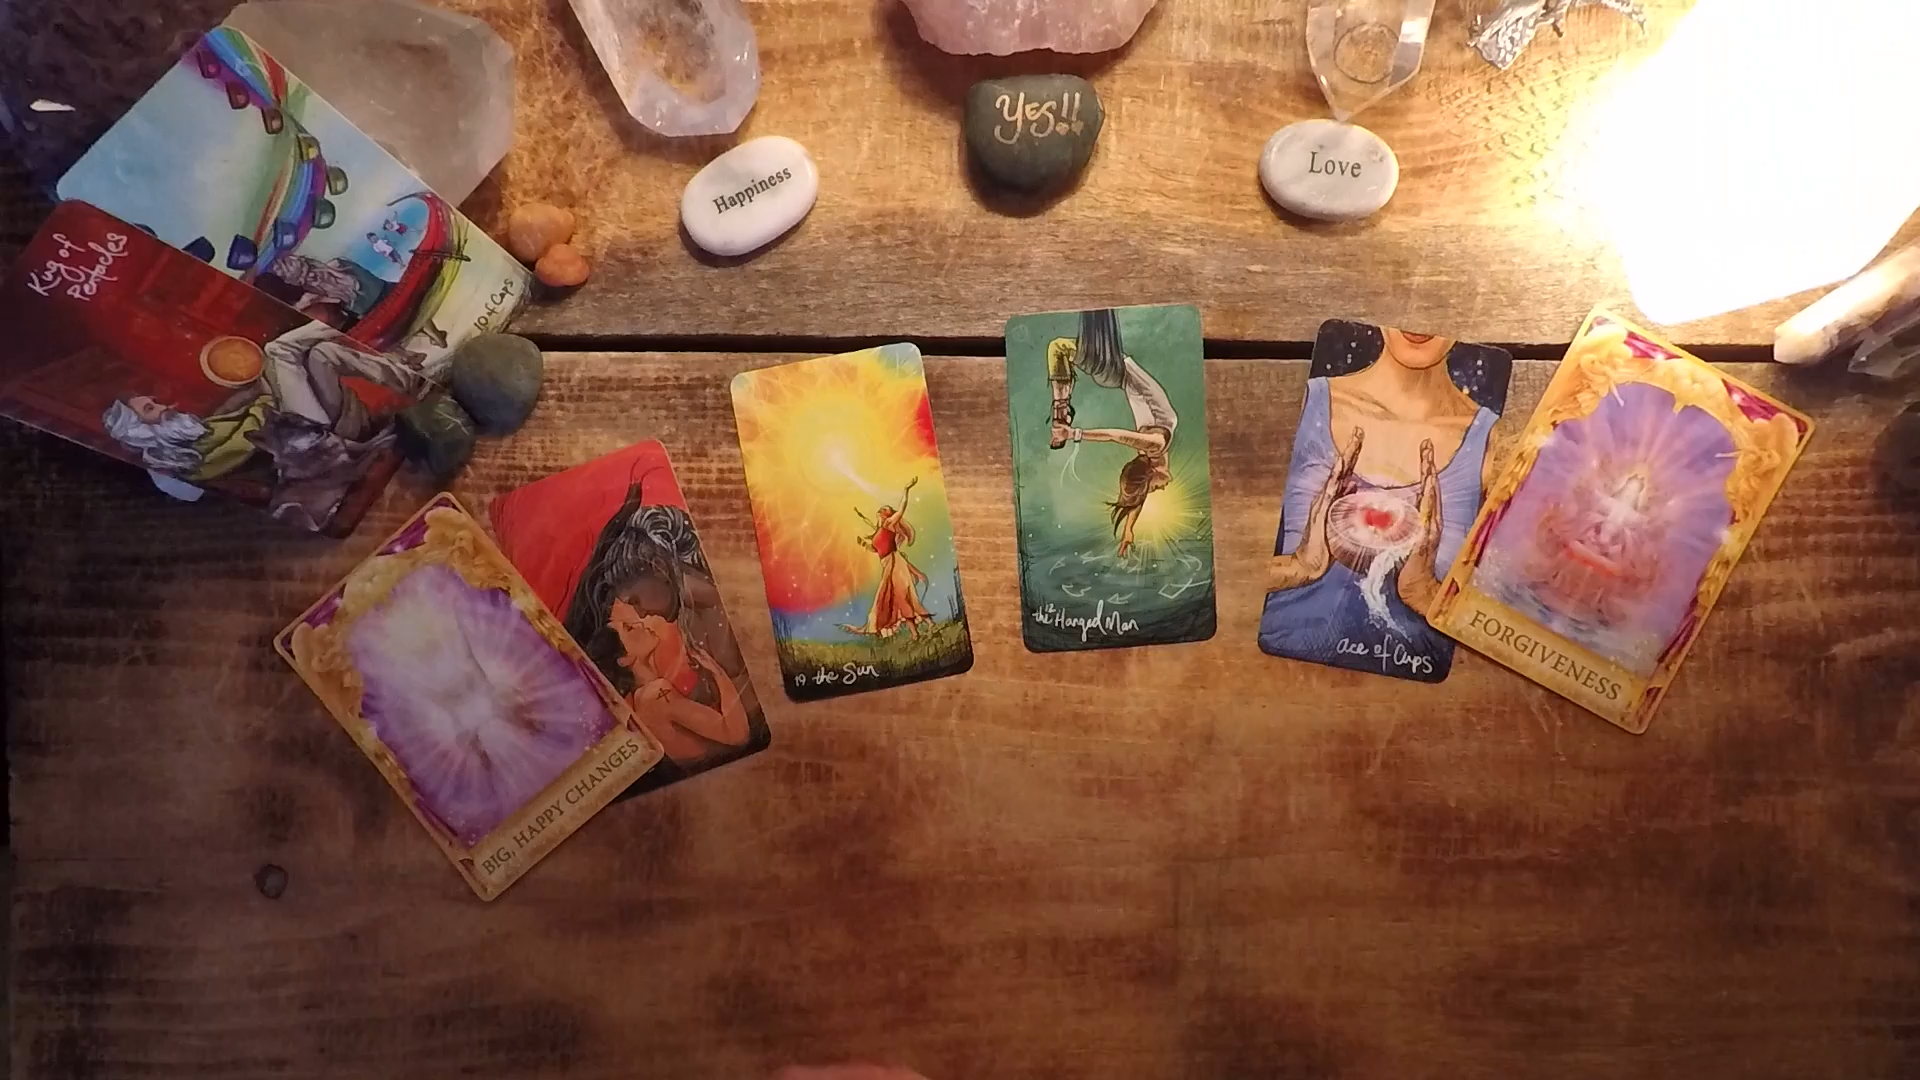 YES!!
Happiness
Love
King of
Pentacles
10 of Cups
19 the Sun
12
the Hanged Man
ace of Cups
FORGIVENESS
BIG, HAPPY CHANGES